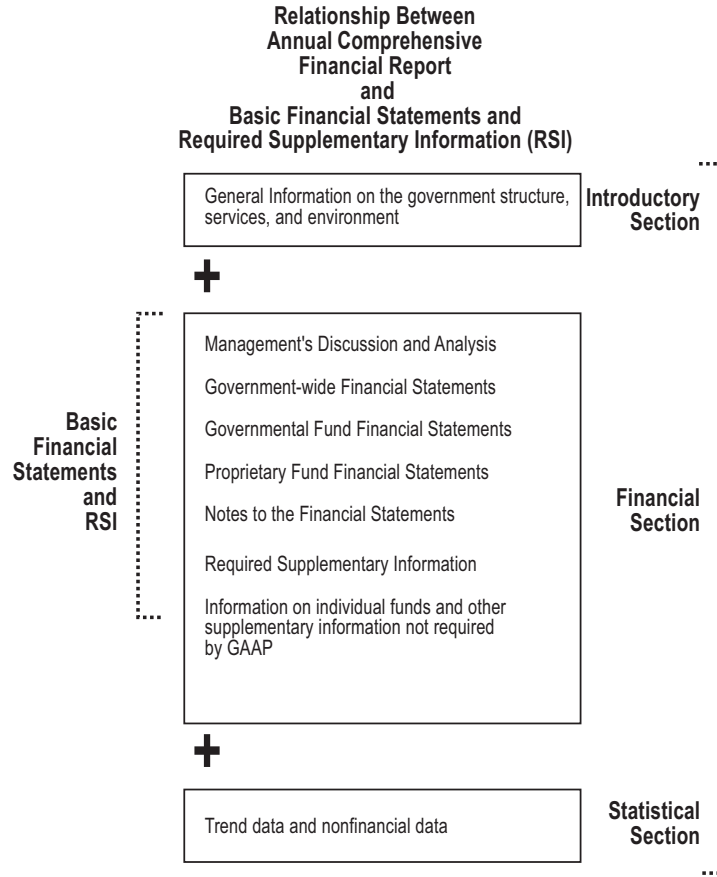 Relationship Between
Annual Comprehensive
Financial Report
and
Basic Financial Statements and
Required Supplementary Information (RSI)
General Information on the government structure,
services, and environment
Introductory
Section
+
Basic
Financial
Statements
and
RSI
Management's Discussion and Analysis
Government-wide Financial Statements
Governmental Fund Financial Statements
Proprietary Fund Financial Statements
Notes to the Financial Statements
Required Supplementary Information
Information on individual funds and other
supplementary information not required
by GAAP
Financial
Section
+
Trend data and nonfinancial data
Statistical
Section